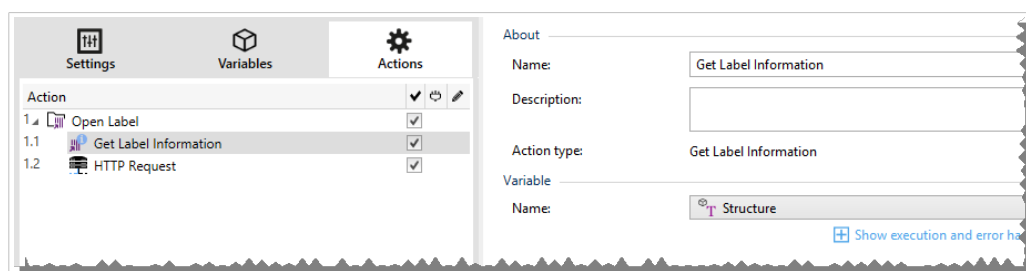 Settings
Variables
Actions
Action
1 Open Label
1.1 Get Label Information
1.2 HTTP Request
About
Name: Get Label Information
Description:
Action type: Get Label Information
Variable
Name: Structure
Show execution and error